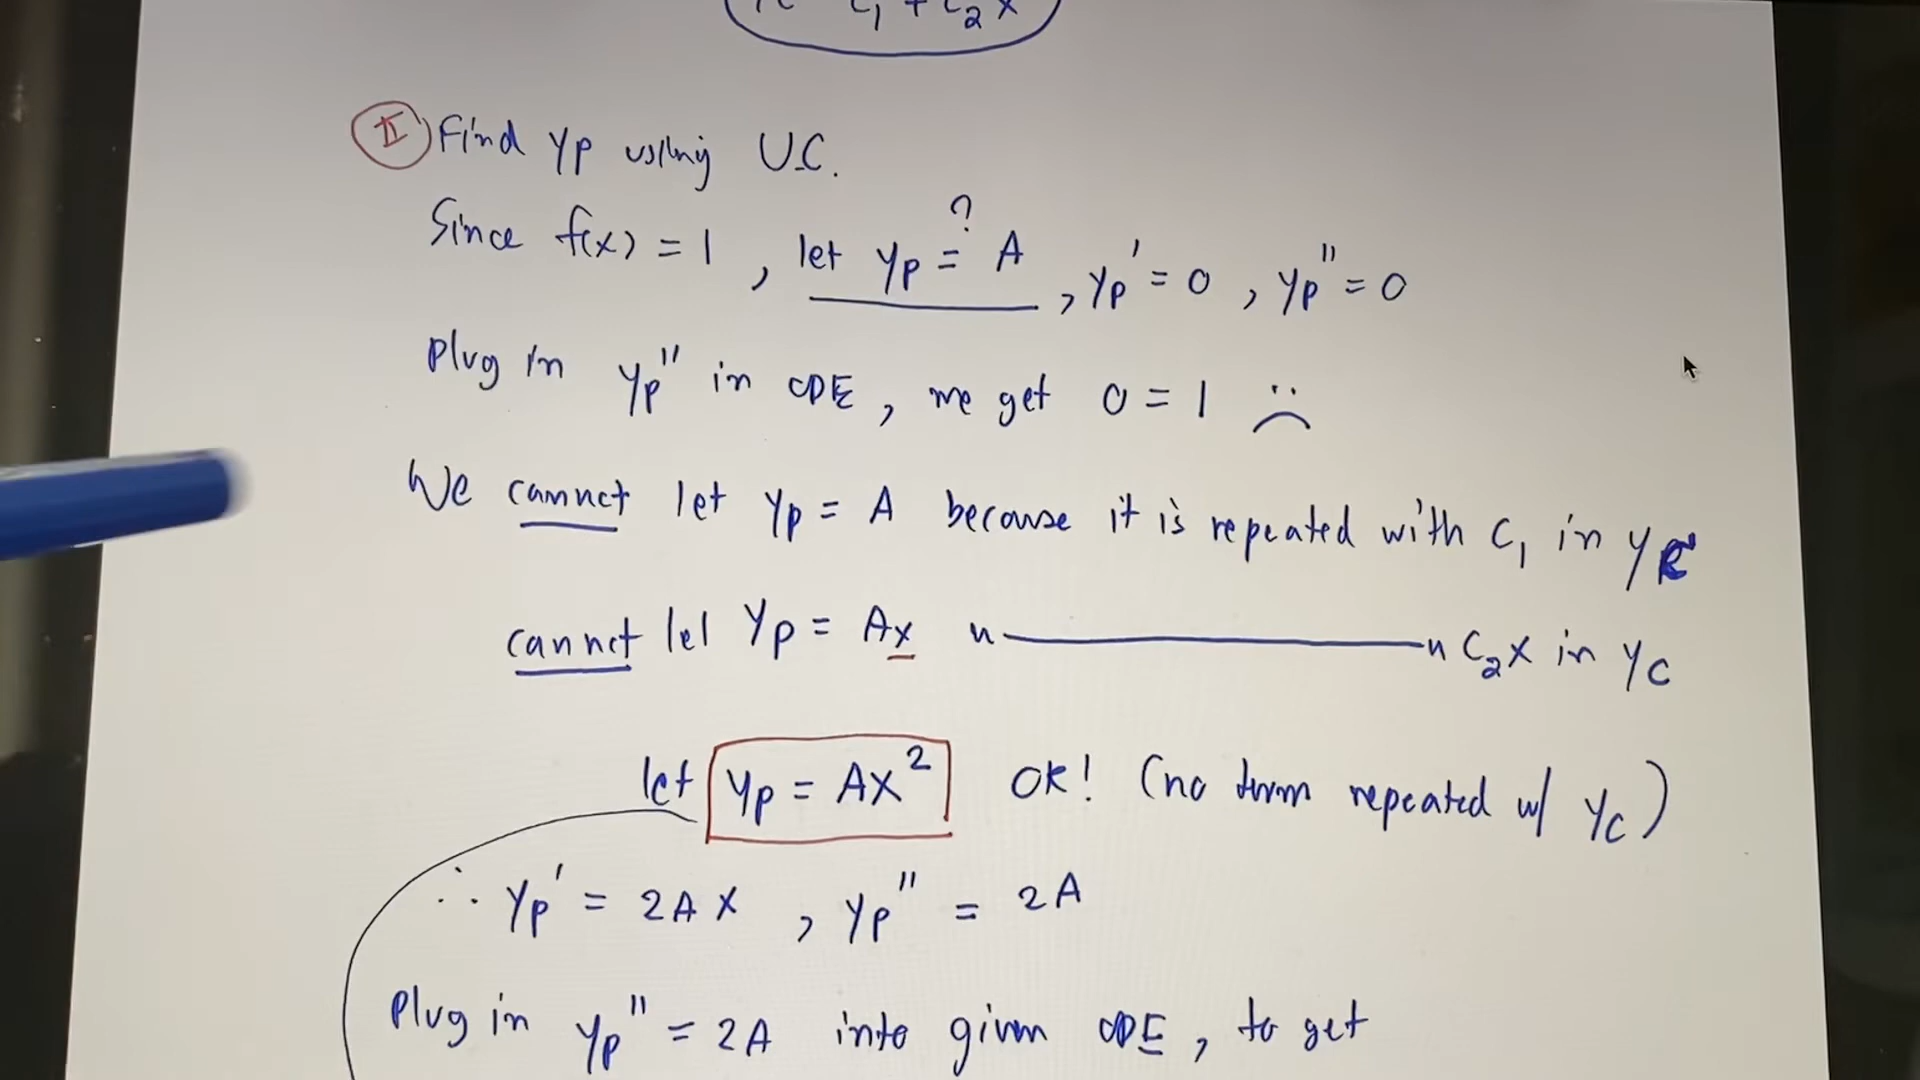 C₁ + C₂ x
II Find yp using U.C.
Since f(x) = 1 , let yp =? A , yp' = 0 , yp'' = 0
Plug in yp'' in ODE , we get 0 = 1 :(
We cannot let yp = A because it is repeated with C₁ in yc
cannot let yp = Ax " ———— " C₂x in yc
let yp = Ax² OK! (no term repeated w/ yc)
∴ yp' = 2Ax , yp'' = 2A
Plug in yp'' = 2A into given ODE , to get